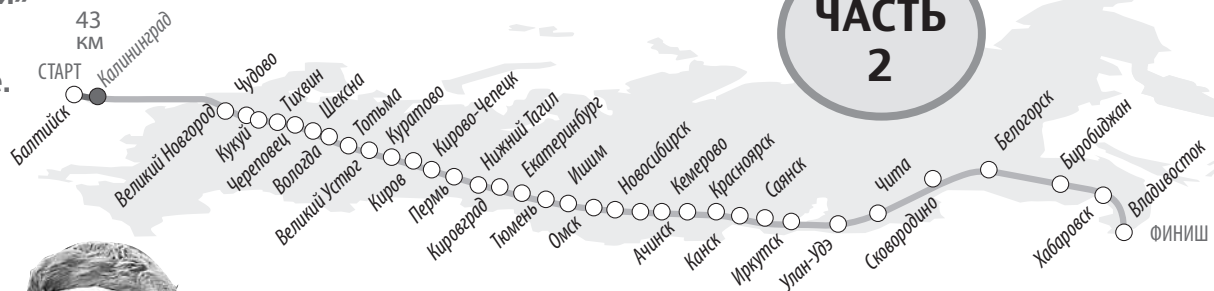 и»
43
км
Калининград
СТАРТ
е.
Балтийск
Великий Новгород
Чудово
Кукуй
Тихвин
Череповец
Шексна
Вологда
Тотьма
Великий Устюг
Куратово
Киров
Кирово-Чепецк
Пермь
Нижний Тагил
Кировград
Екатеринбург
Тюмень
Ишим
Омск
Новосибирск
Кемерово
Ачинск
Красноярск
Канск
Саянск
Иркутск
Улан-Удэ
Чита
Сковородино
Белогорск
Биробиджан
Хабаровск
Владивосток
ФИНИШ
ЧАСТЬ
2